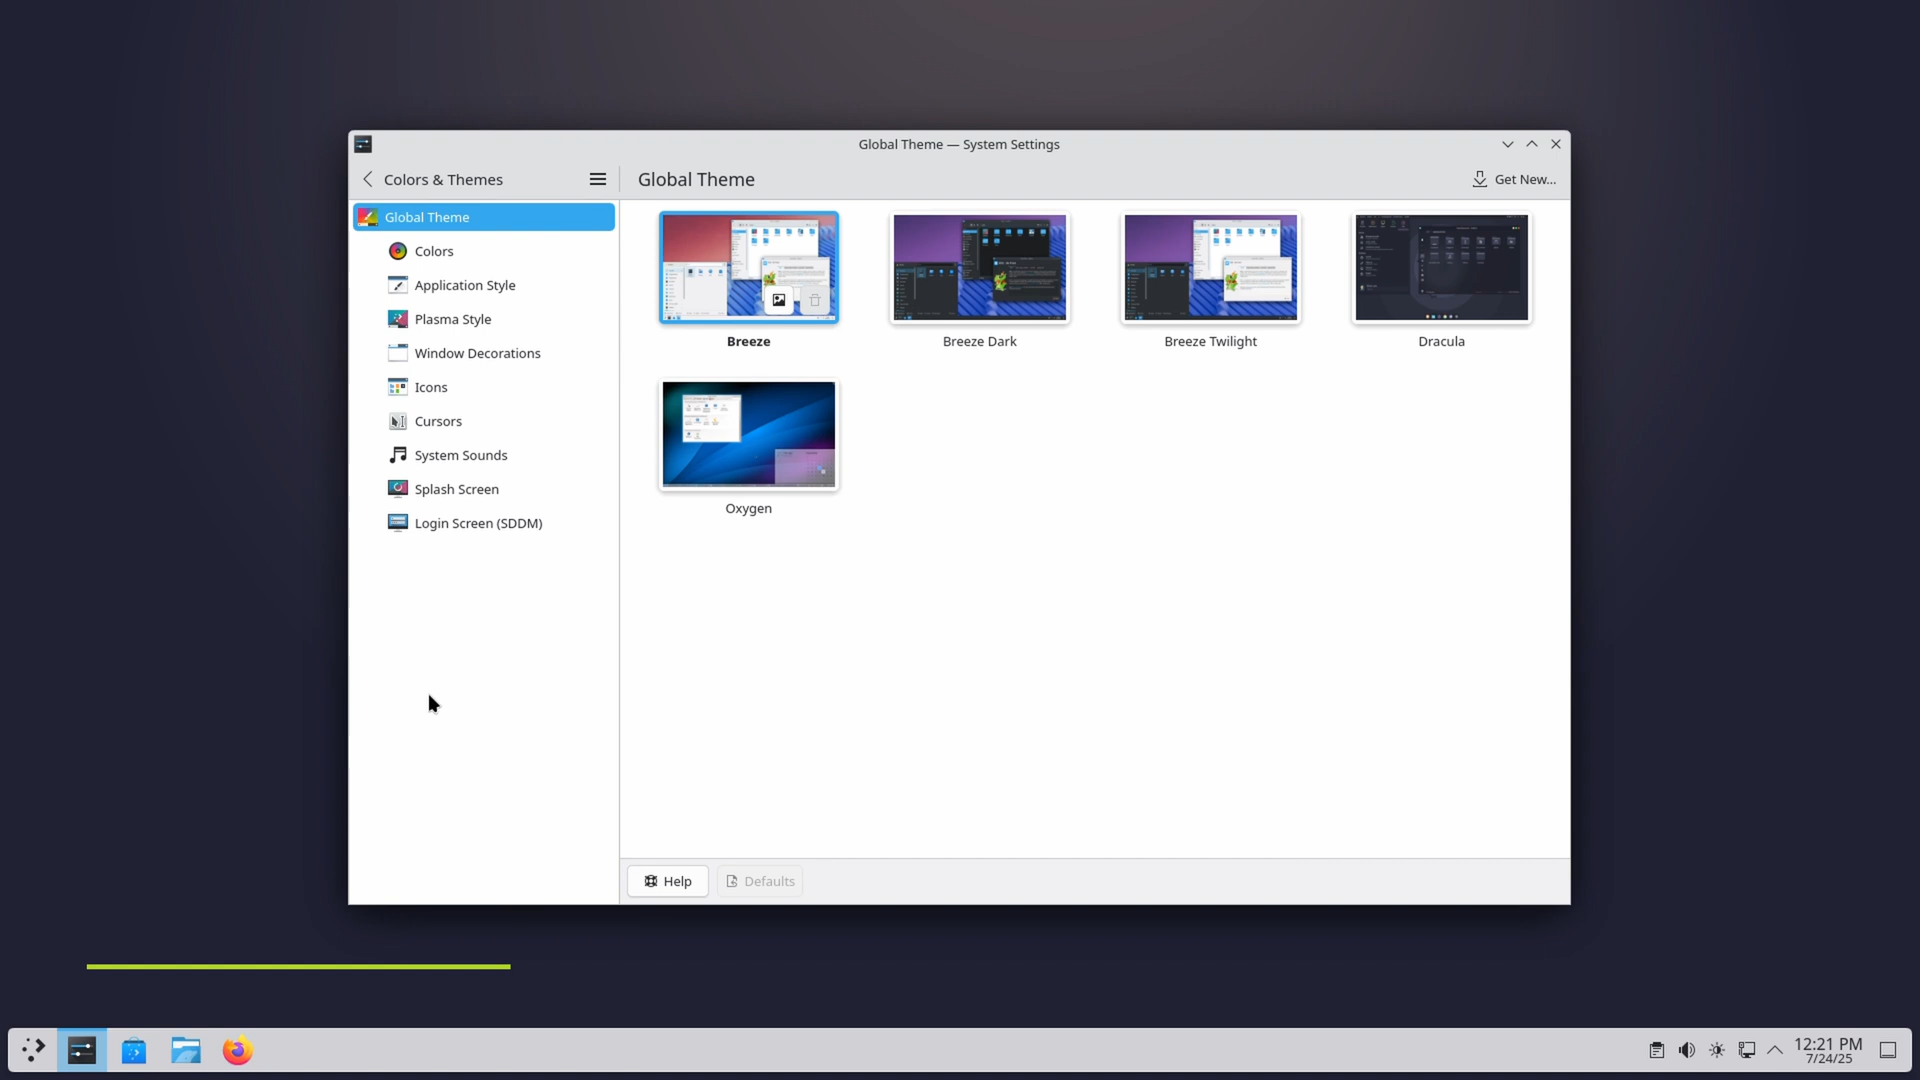 Global Theme — System Settings
Colors & Themes
Global Theme
Get New...
Global Theme
Colors
Application Style
Plasma Style
Window Decorations
Icons
Cursors
System Sounds
Splash Screen
Login Screen (SDDM)
Breeze
Breeze Dark
Breeze Twilight
Dracula
Oxygen
Help
Defaults
12:21 PM
7/24/25